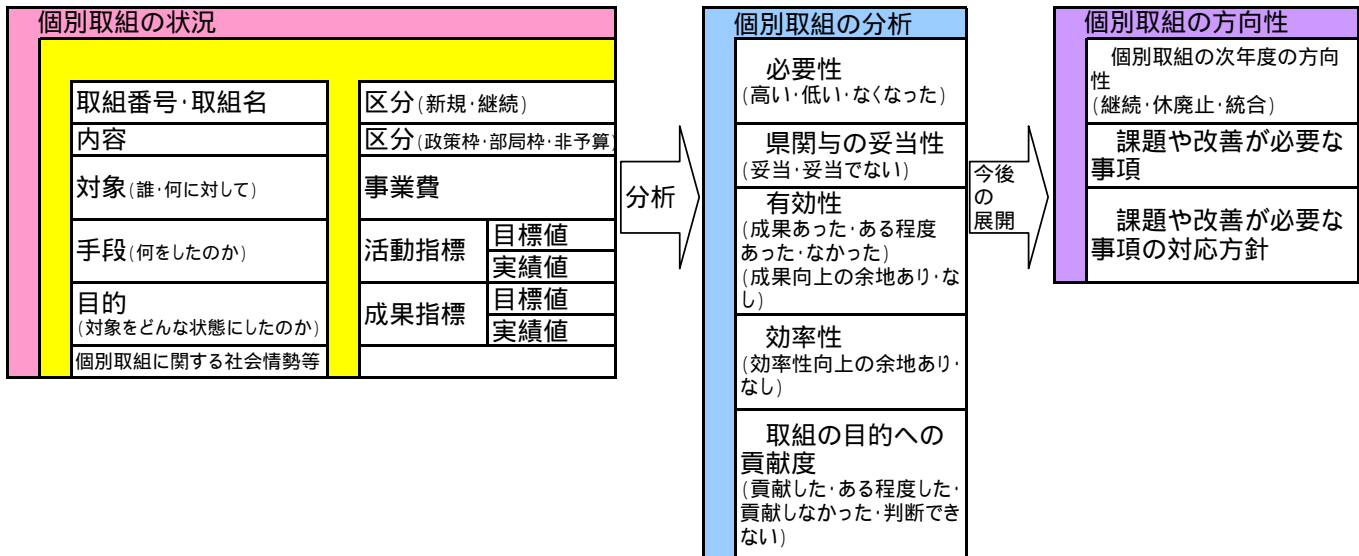 個別取組の状況
取組番号・取組名
内容
対象(誰・何に対して)
手段(何をしたのか)
目的
(対象をどんな状態にしたのか)
個別取組に関する社会情勢等
区分(新規・継続)
区分(政策枠・部局枠・非予算)
事業費
活動指標
目標値
実績値
成果指標
目標値
実績値
分析
個別取組の分析
必要性
(高い・低い・なくなった)
県関与の妥当性
(妥当・妥当でない)
有効性
(成果あった・ある程度
あった・なかった)
(成果向上の余地あり・な
し)
効率性
(効率性向上の余地あり・
なし)
取組の目的への
貢献度
(貢献した・ある程度した・
貢献しなかった・判断でき
ない)
今後
の
展開
個別取組の方向性
個別取組の次年度の方向
性
(継続・休廃止・統合)
課題や改善が必要な
事項
課題や改善が必要な
事項の対応方針